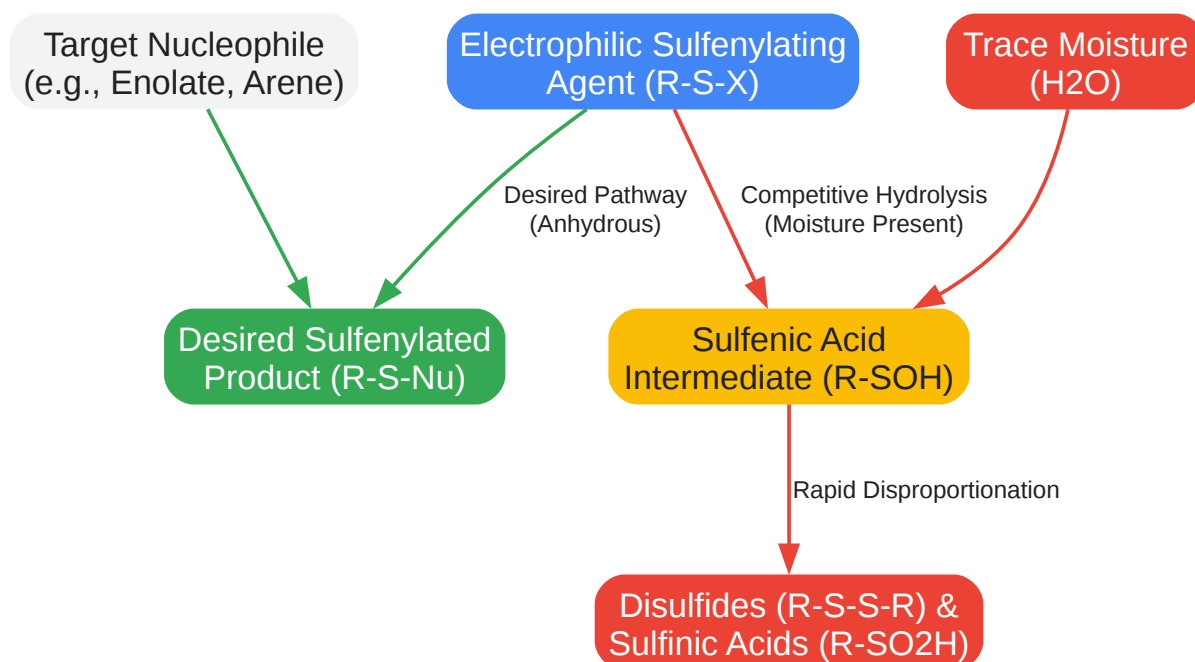 Target Nucleophile
(e.g., Enolate, Arene)
Electrophilic Sulfenylating
Agent (R-S-X)
Trace Moisture
(H2O)
Desired Pathway
(Anhydrous)
Competitive Hydrolysis
(Moisture Present)
Desired Sulfenylated
Product (R-S-Nu)
Sulfenic Acid
Intermediate (R-SOH)
Rapid Disproportionation
Disulfides (R-S-S-R) &
Sulfinic Acids (R-SO2H)